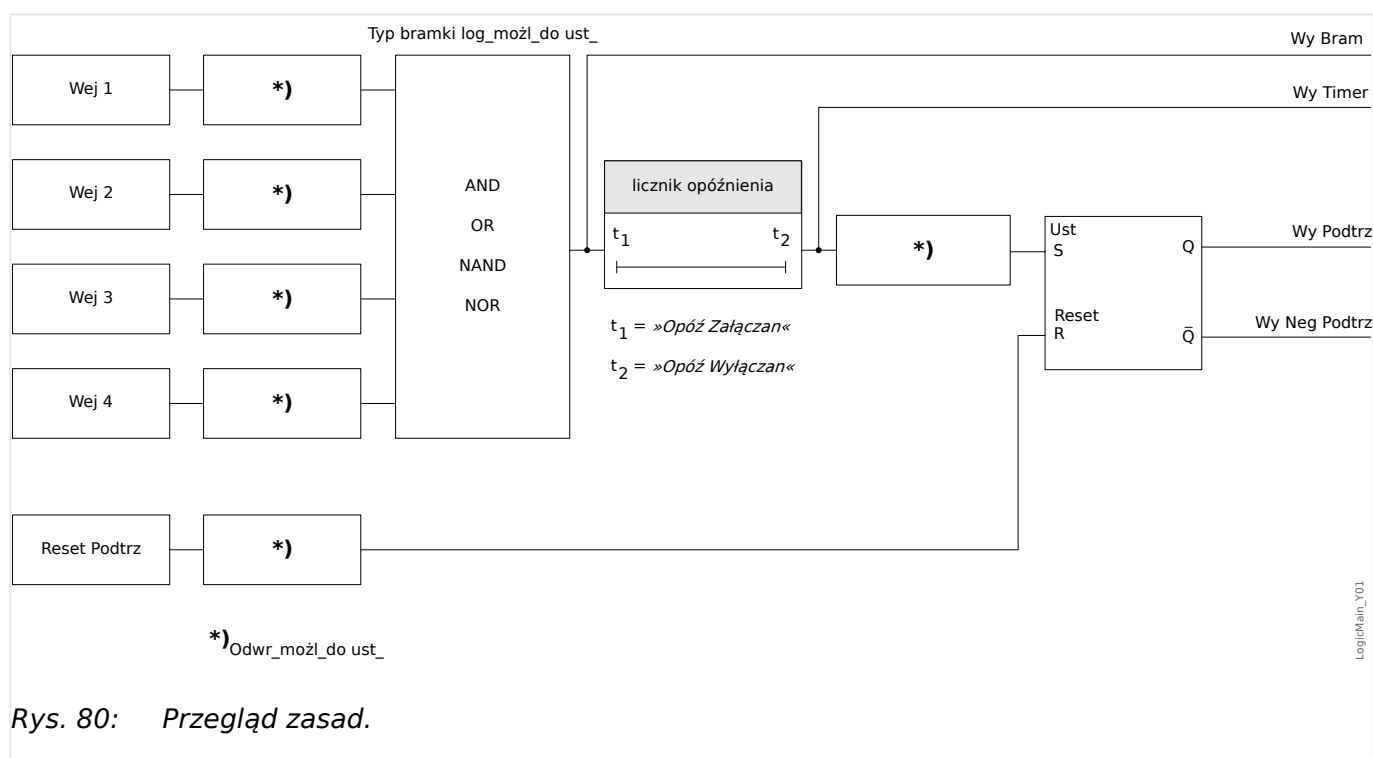 Typ bramki log_możl_do ust_
Wy Bram
Wej 1
*)
Wy Timer
Wej 2
*)
AND
OR
NAND
NOR
licznik opóźnienia
t1
t2
*)
Ust
S
Q
Wy Podtrz
Wej 3
*)
t1 = »Opóź Załączan«
t2 = »Opóź Wyłączan«
Reset
R
Q̅
Wy Neg Podtrz
Wej 4
*)
Reset Podtrz
*)
*)Odwr_możl_do ust_
LogicMain_Y01
Rys. 80: Przegląd zasad.